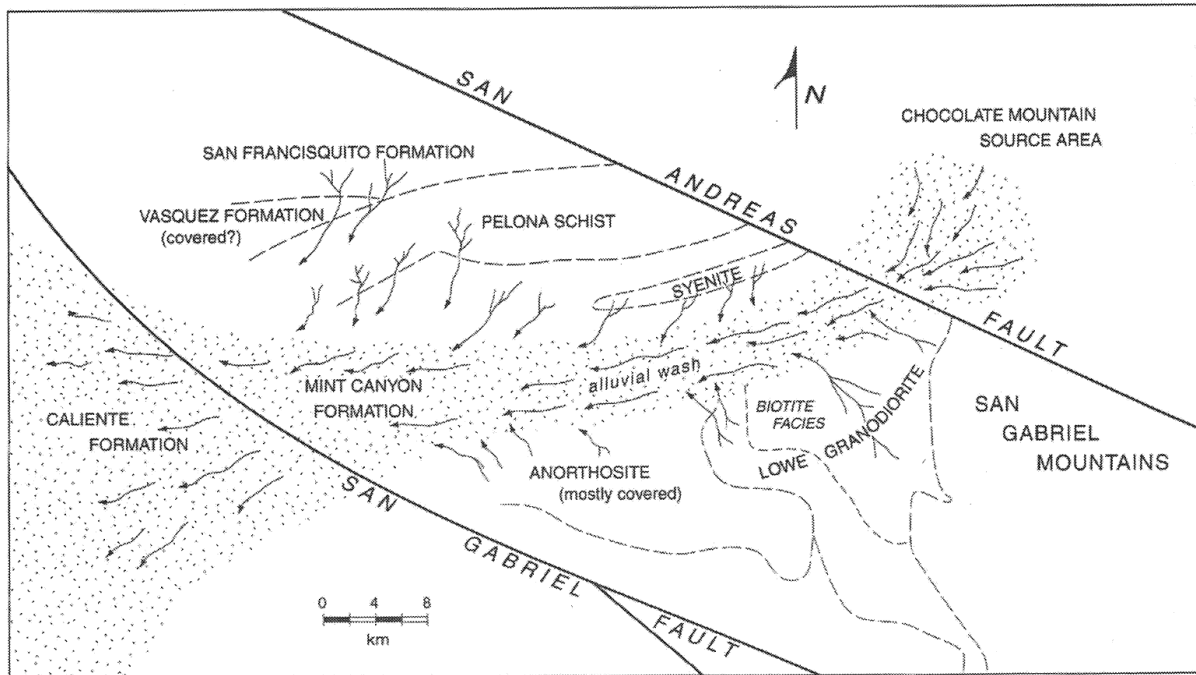 SAN
ANDREAS
FAULT
N
CHOCOLATE MOUNTAIN
SOURCE AREA
SAN FRANCISQUITO FORMATION
VASQUEZ FORMATION
(covered?)
PELONA SCHIST
SYENITE
alluvial wash
MINT CANYON
FORMATION
CALIENTE
FORMATION
BIOTITE
FACIES
LOWE GRANODIORITE
SAN
GABRIEL
MOUNTAINS
ANORTHOSITE
(mostly covered)
SAN
GABRIEL
FAULT
0 4 8
km